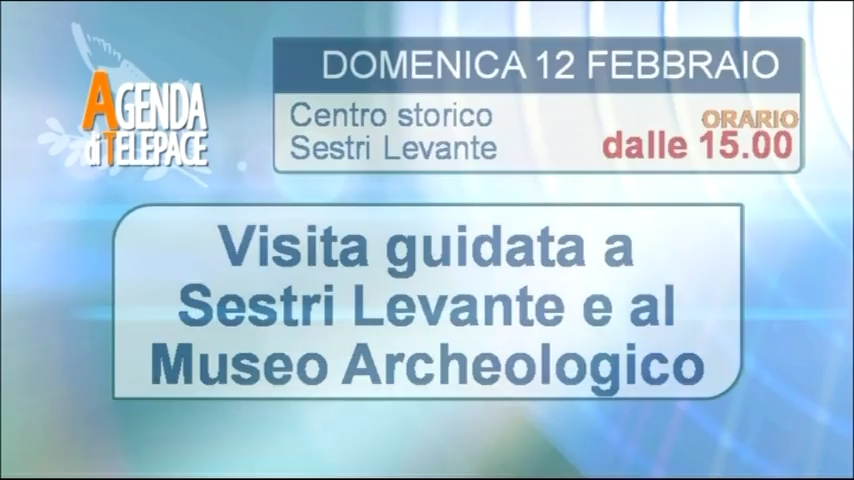 AGENDA
di TELEPACE
DOMENICA 12 FEBBRAIO
Centro storico
Sestri Levante
ORARIO
dalle 15.00
Visita guidata a
Sestri Levante e al
Museo Archeologico